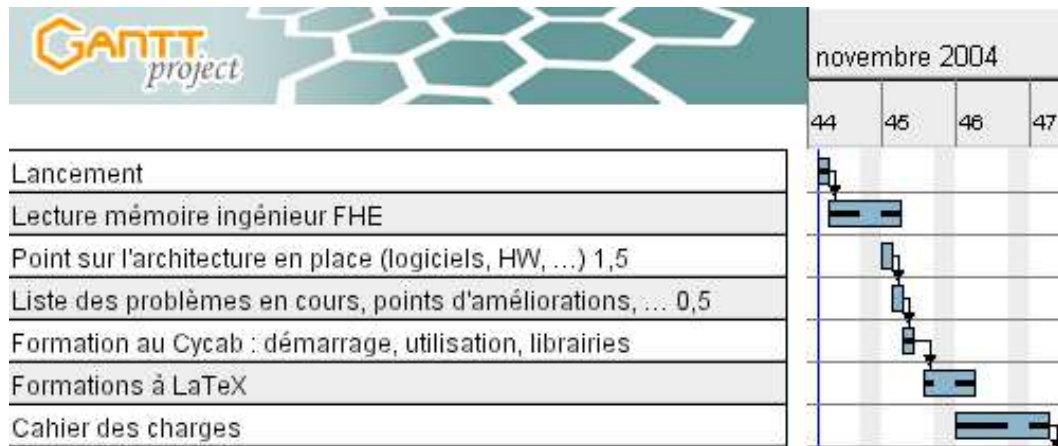 GANTT
project
novembre 2004
44 45 46 47
Lancement
Lecture mémoire ingénieur FHE
Point sur l'architecture en place (logiciels, HW, ...) 1,5
Liste des problèmes en cours, points d'améliorations, ... 0,5
Formation au Cycab : démarrage, utilisation, librairies
Formations à LaTeX
Cahier des charges